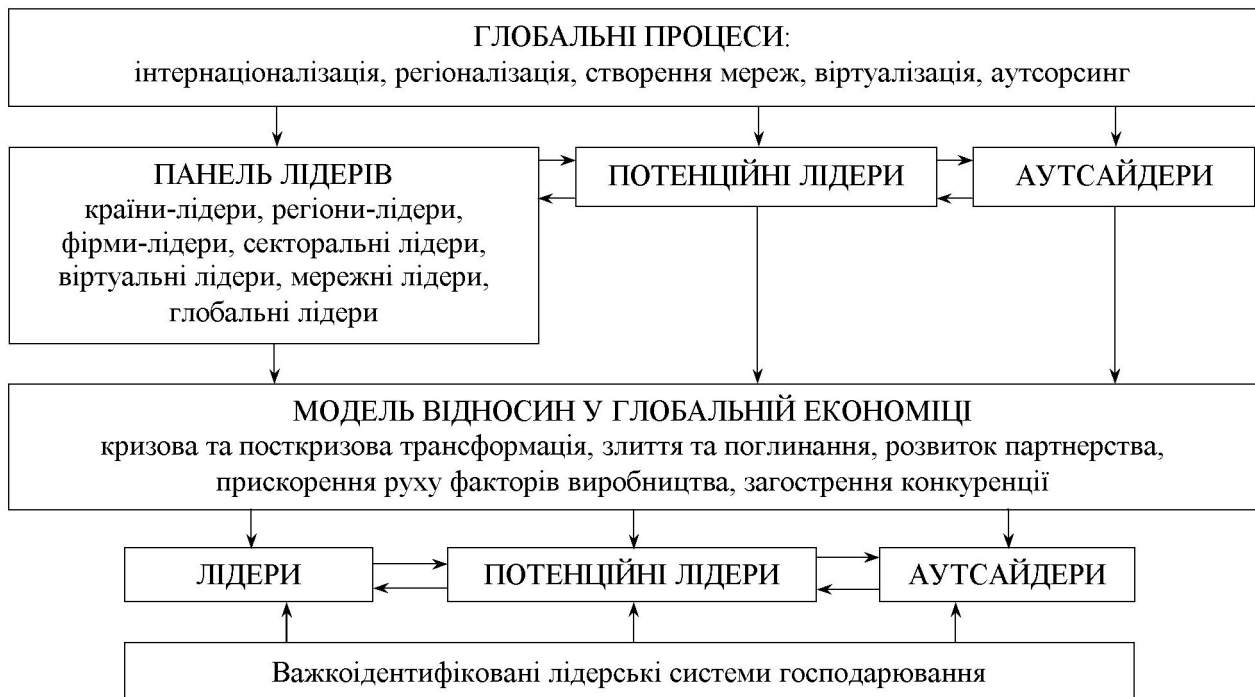 ГЛОБАЛЬНІ ПРОЦЕСИ:
інтернаціоналізація, регіоналізація, створення мереж, віртуалізація, аутсорсинг
ПАНЕЛЬ ЛІДЕРІВ
країни-лідери, регіони-лідери,
фірми-лідери, секторальні лідери,
віртуальні лідери, мережні лідери,
глобальні лідери
ПОТЕНЦІЙНІ ЛІДЕРИ
АУТСАЙДЕРИ
МОДЕЛЬ ВІДНОСИН У ГЛОБАЛЬНІЙ ЕКОНОМІЦІ
кризова та посткризова трансформація, злиття та поглинання, розвиток партнерства,
прискорення руху факторів виробництва, загострення конкуренції
ЛІДЕРИ
ПОТЕНЦІЙНІ ЛІДЕРИ
АУТСАЙДЕРИ
Важкоідентифіковані лідерські системи господарювання